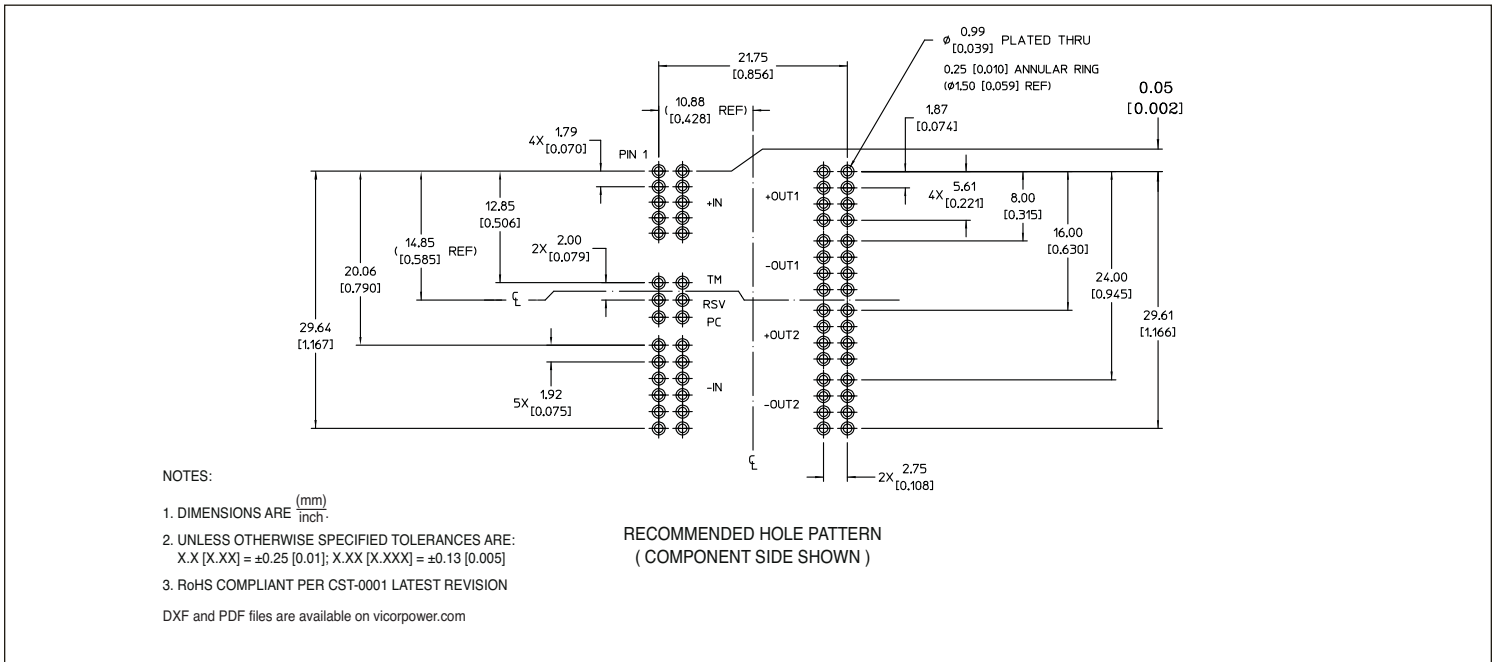 ø 0.99 [0.039] PLATED THRU
0.25 [0.010] ANNULAR RING
(ø1.50 [0.059] REF)
0.05
[0.002]
21.75
[0.856]
( 10.88 [0.428] REF)
1.87
[0.074]
4X 1.79 [0.070]
PIN 1
+IN
+OUT1
4X 5.61 [0.221]
8.00
[0.315]
12.85
[0.506]
16.00
[0.630]
( 14.85 [0.585] REF)
2X 2.00 [0.079]
-OUT1
20.06
[0.790]
TM
24.00
[0.945]
℄
RSV
PC
29.64
[1.167]
+OUT2
29.61
[1.166]
-IN
5X 1.92 [0.075]
-OUT2
℄
2X 2.75 [0.108]
NOTES:
1. DIMENSIONS ARE (mm) inch.
2. UNLESS OTHERWISE SPECIFIED TOLERANCES ARE:
X.X [X.XX] = ±0.25 [0.01]; X.XX [X.XXX] = ±0.13 [0.005]
3. RoHS COMPLIANT PER CST-0001 LATEST REVISION
DXF and PDF files are available on vicorpower.com
RECOMMENDED HOLE PATTERN
( COMPONENT SIDE SHOWN )